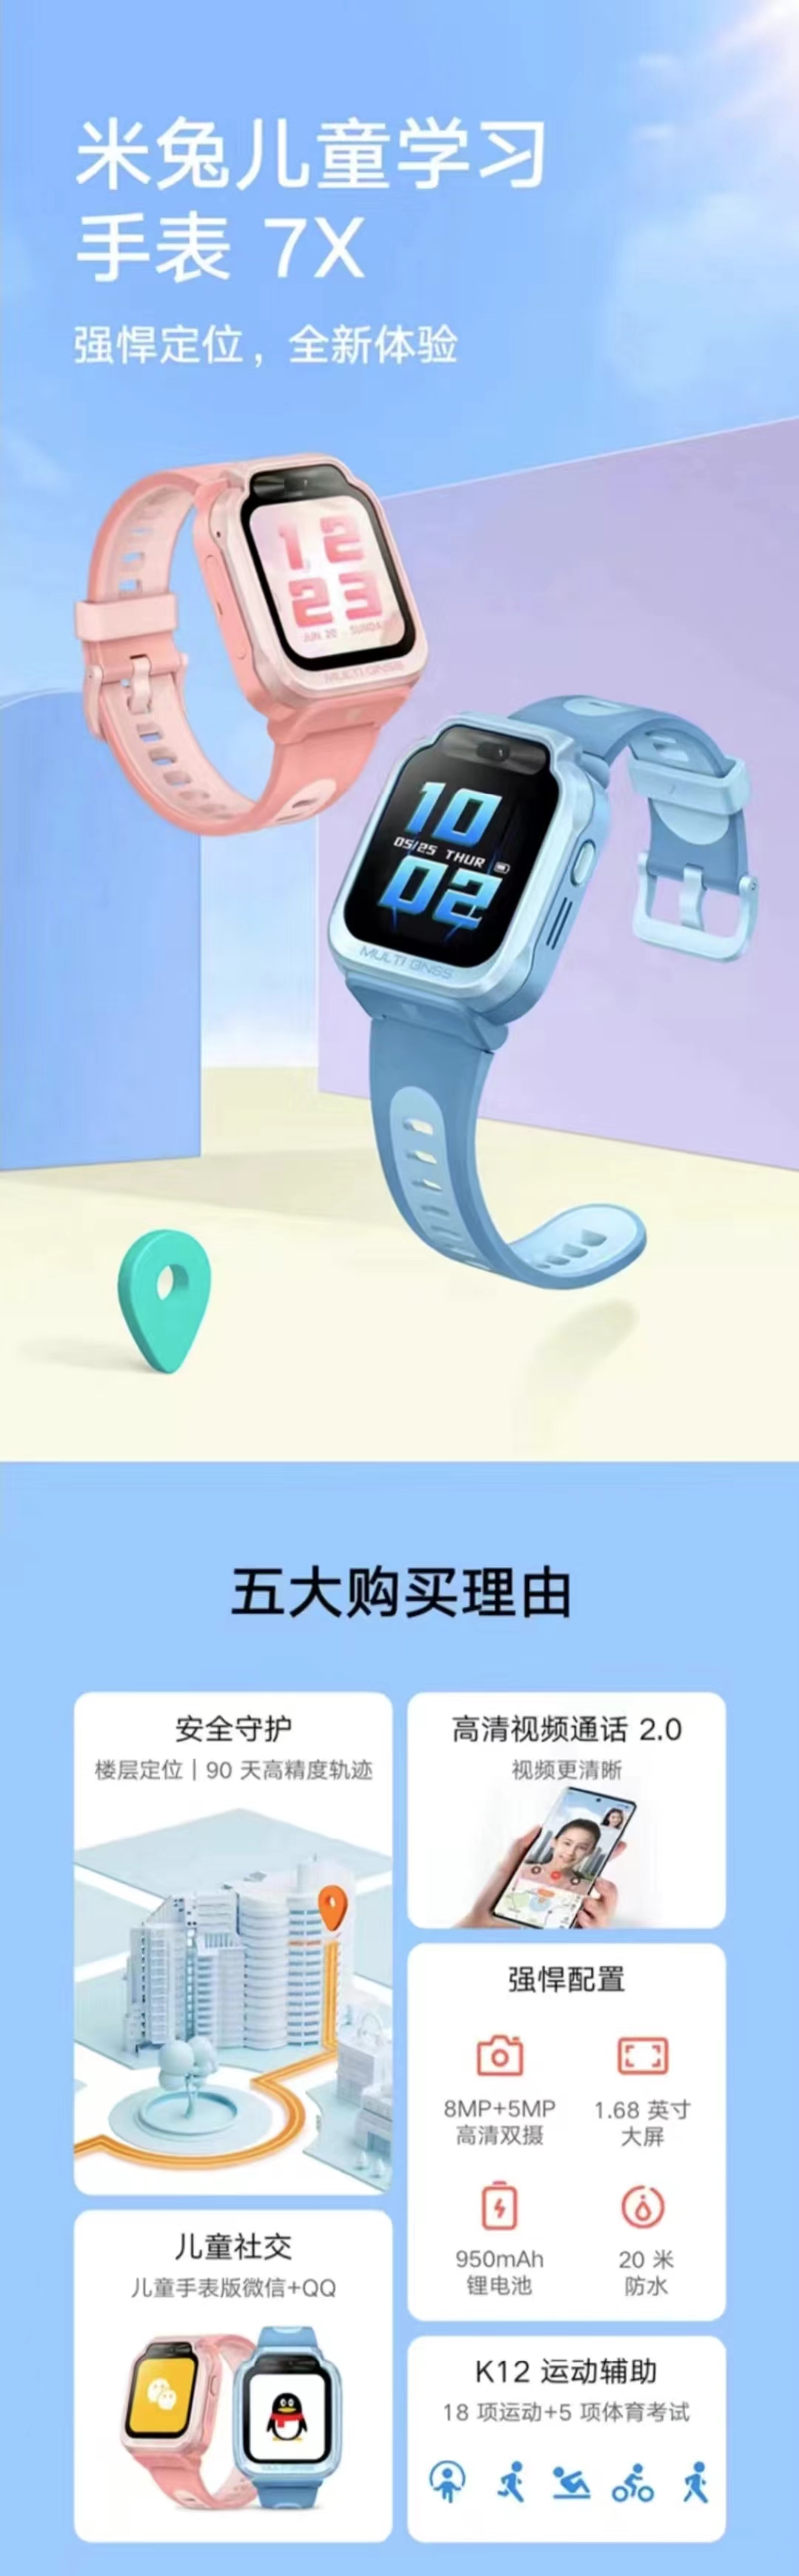 米兔儿童学习
手表 7X
强悍定位，全新体验
12
23
JUN 20 SUNDA
MULTI GNSS
10
05/25 THUR
02
MULTI GNSS
五大购买理由
安全守护
楼层定位 | 90 天高精度轨迹
高清视频通话 2.0
视频更清晰
强悍配置
8MP+5MP
高清双摄
1.68 英寸
大屏
950mAh
锂电池
20 米
防水
儿童社交
儿童手表版微信+QQ
K12 运动辅助
18 项运动+5 项体育考试